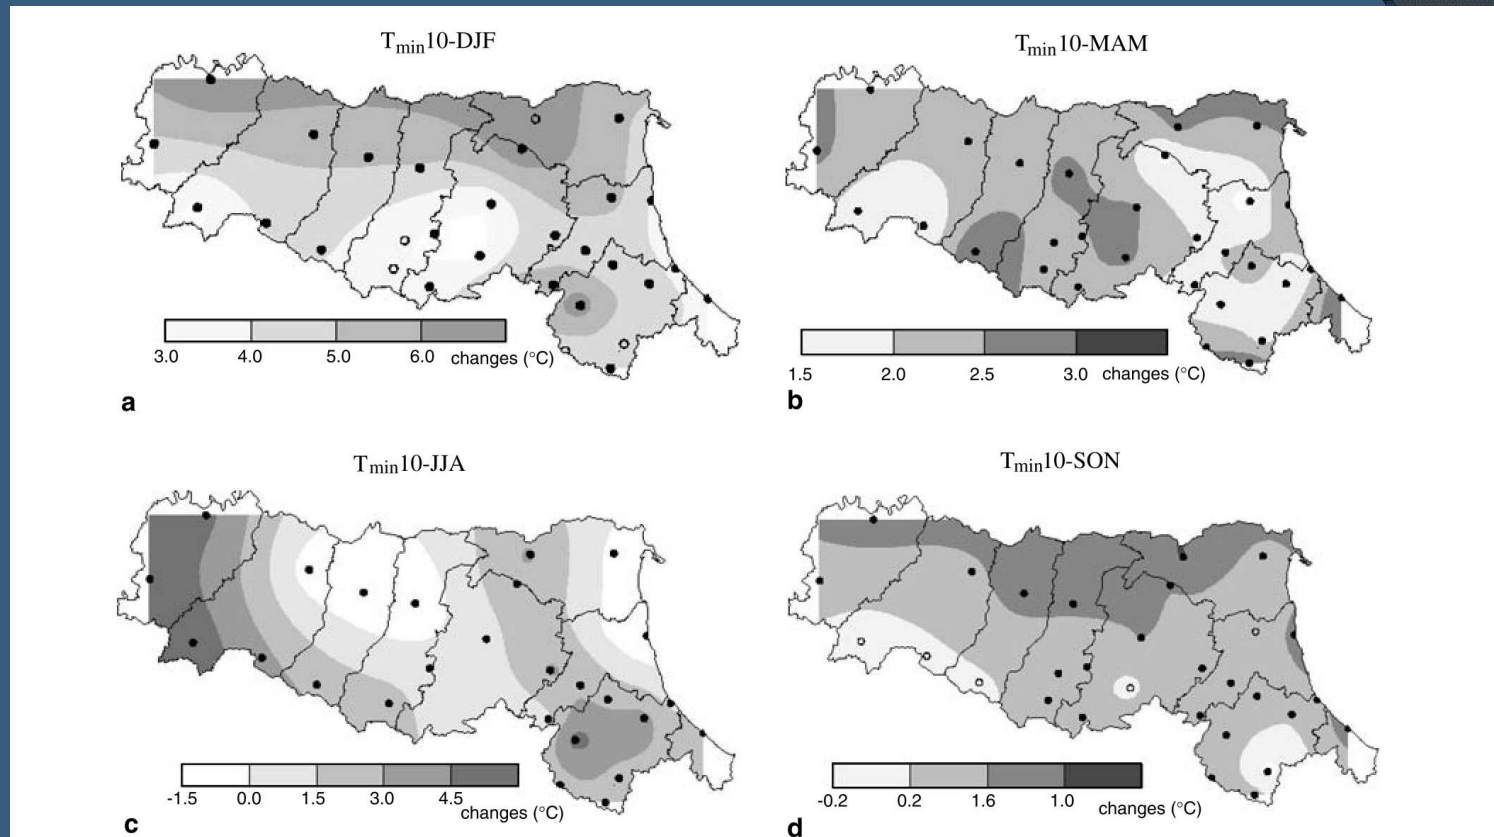 Tmin10-DJF
Tmin10-MAM
3.0 4.0 5.0 6.0 changes (°C)
1.5 2.0 2.5 3.0 changes (°C)
a
b
Tmin10-JJA
Tmin10-SON
-1.5 0.0 1.5 3.0 4.5 changes (°C)
-0.2 0.2 1.6 1.0 changes (°C)
c
d